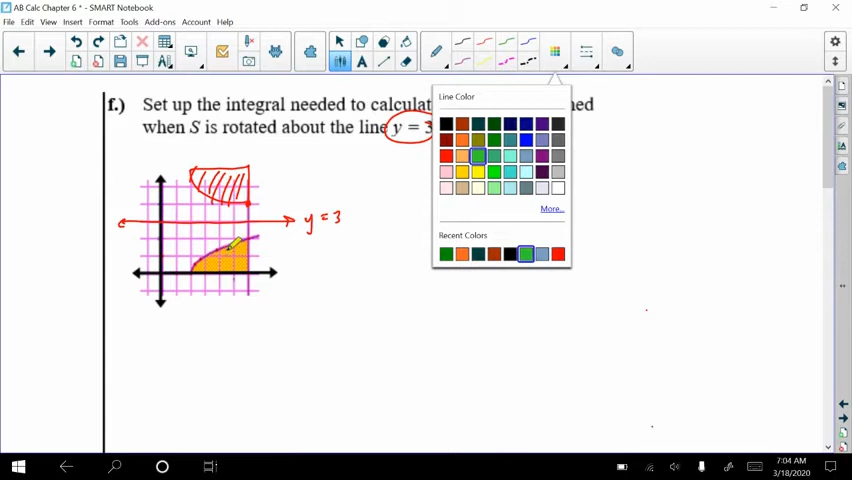 AB Calc Chapter 6 * - SMART Notebook
File Edit View Insert Format Tools Add-ons Account Help
Line Color
f.) Set up the integral needed to calculat ned
when S is rotated about the line y = 3
More...
Recent Colors
y = 3
7:04 AM
3/18/2020